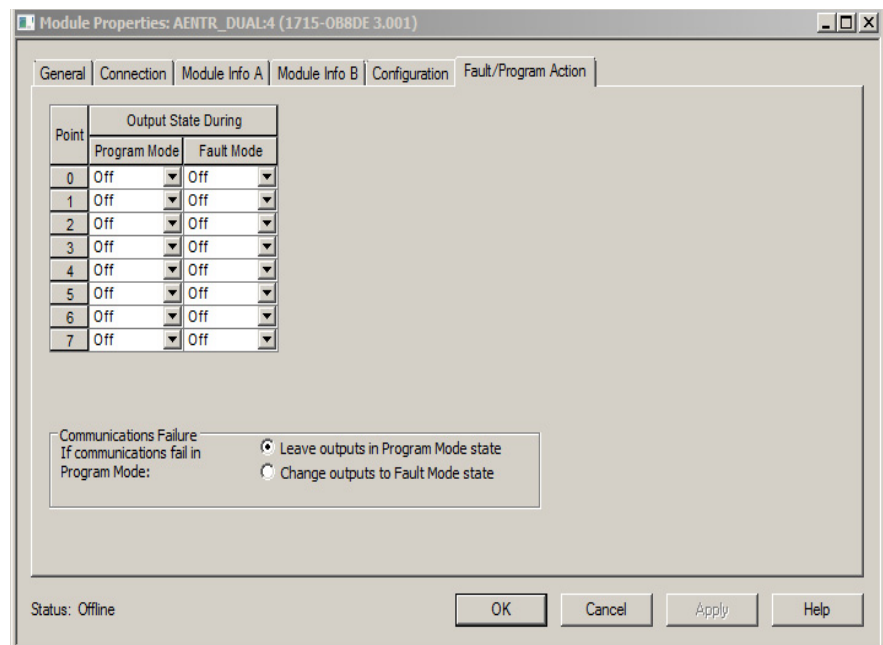 Module Properties: AENTR_DUAL:4 (1715-OB8DE 3.001)
General Connection Module Info A Module Info B Configuration Fault/Program Action
Point Output State During
Program Mode Fault Mode
0 Off Off
1 Off Off
2 Off Off
3 Off Off
4 Off Off
5 Off Off
6 Off Off
7 Off Off
Communications Failure
If communications fail in
Program Mode:
Leave outputs in Program Mode state
Change outputs to Fault Mode state
Status: Offline
OK Cancel Apply Help